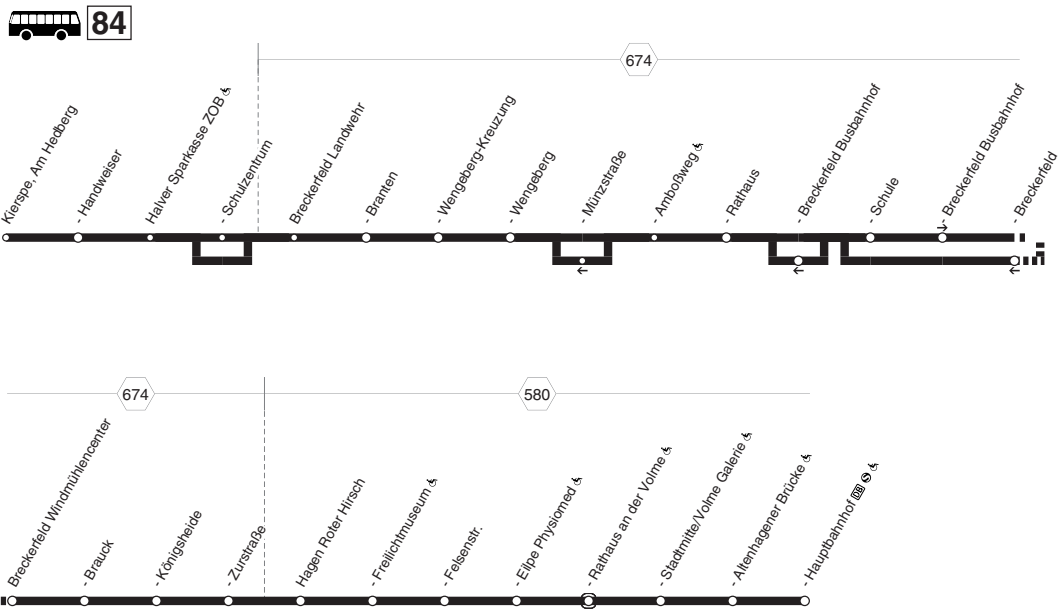 84
674
Kierspe, Am Hedberg
- Handweiser
Halver Sparkasse ZOB
- Schulzentrum
Breckerfeld Landwehr
- Branten
- Wengeberg-Kreuzung
- Wengeberg
- Münzstraße
- Amboßweg
- Rathaus
- Breckerfeld Busbahnhof
- Schule
- Breckerfeld Busbahnhof
- Breckerfeld
674
580
Breckerfeld Windmühlencenter
- Brauck
- Königsheide
- Zurstraße
Hagen Roter Hirsch
- Freilichtmuseum
- Felsenstr.
- Eilpe Physiomed
- Rathaus an der Volme
- Stadtmitte/Volme Galerie
- Altenhagener Brücke
- Hauptbahnhof DB S